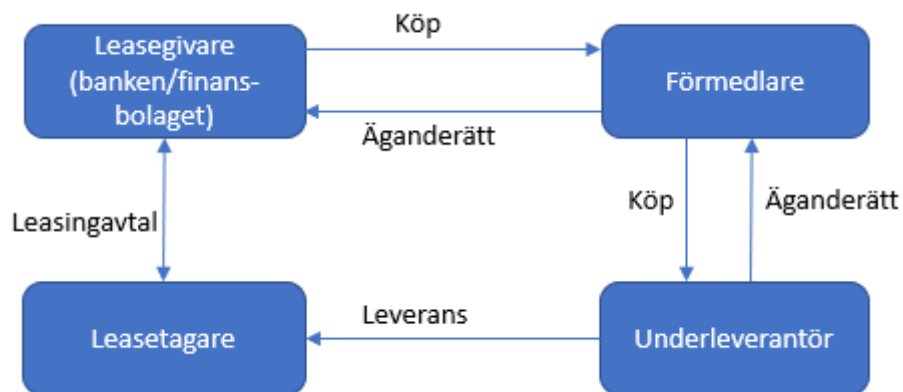 Köp
Leasegivare
(banken/finans-
bolaget)
Förmedlare
Äganderätt
Köp
Äganderätt
Leasingavtal
Leverans
Leasetagare
Underleverantör